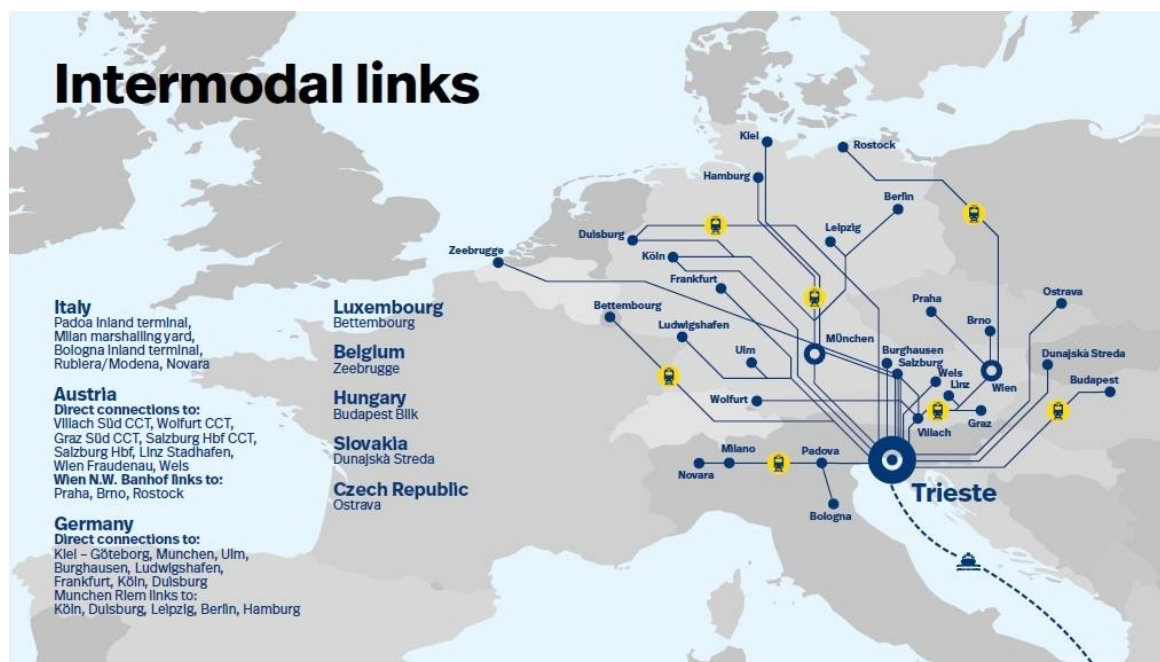 Intermodal links
Italy
Padoa inland terminal,
Milan marshalling yard,
Bologna inland terminal,
Rubiera/Modena, Novara
Austria
Direct connections to:
Villach Süd CCT, Wolfurt CCT,
Graz Süd CCT, Salzburg Hbf CCT,
Salzburg Hbf, Linz Stadhafen,
Wien Fraudenau, Wels
Wien N.W. Banhof links to:
Praha, Brno, Rostock
Germany
Direct connections to:
Kiel – Göteborg, Munchen, Ulm,
Burghausen, Ludwigshafen,
Frankfurt, Köln, Duisburg
Munchen Riem links to:
Köln, Duisburg, Leipzig, Berlin, Hamburg
Luxembourg
Bettembourg
Belgium
Zeebrugge
Hungary
Budapest Bilk
Slovakia
Dunajskà Streda
Czech Republic
Ostrava
Kiel
Rostock
Hamburg
Berlin
Leipzig
Duisburg
Zeebrugge
Köln
Frankfurt
Bettembourg
Ludwigshafen
Ulm
München
Praha
Brno
Ostrava
Burghausen
Salzburg
Wels
Linz
Wien
Dunajskà Streda
Budapest
Wolfurt
Villach
Graz
Milano
Padova
Novara
Bologna
Trieste